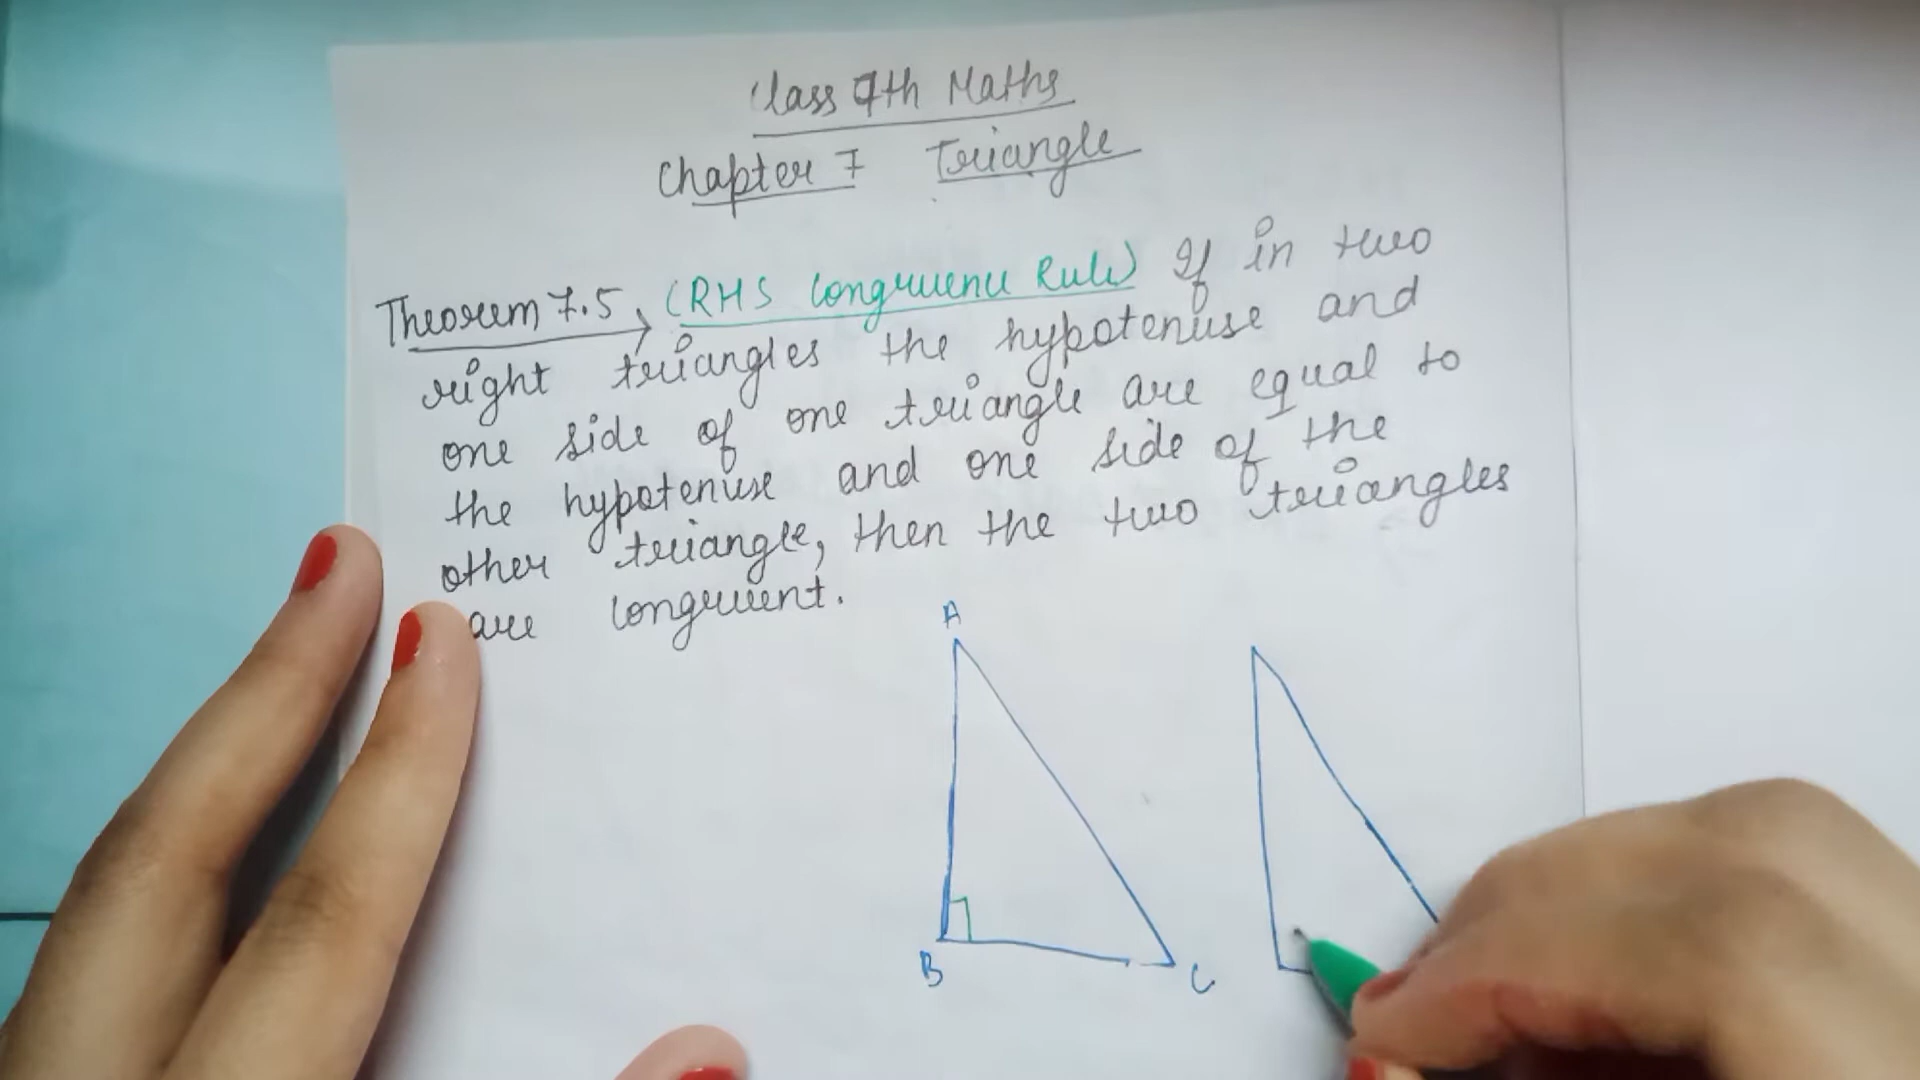 Class 9th Maths
Chapter 7 Triangle
Theorem 7.5 → (RHS Congruence Rule) If in two
right triangles the hypotenuse and
one side of one triangle are equal to
the hypotenuse and one side of the
other triangle, then the two triangles
are congruent.
A
B
C